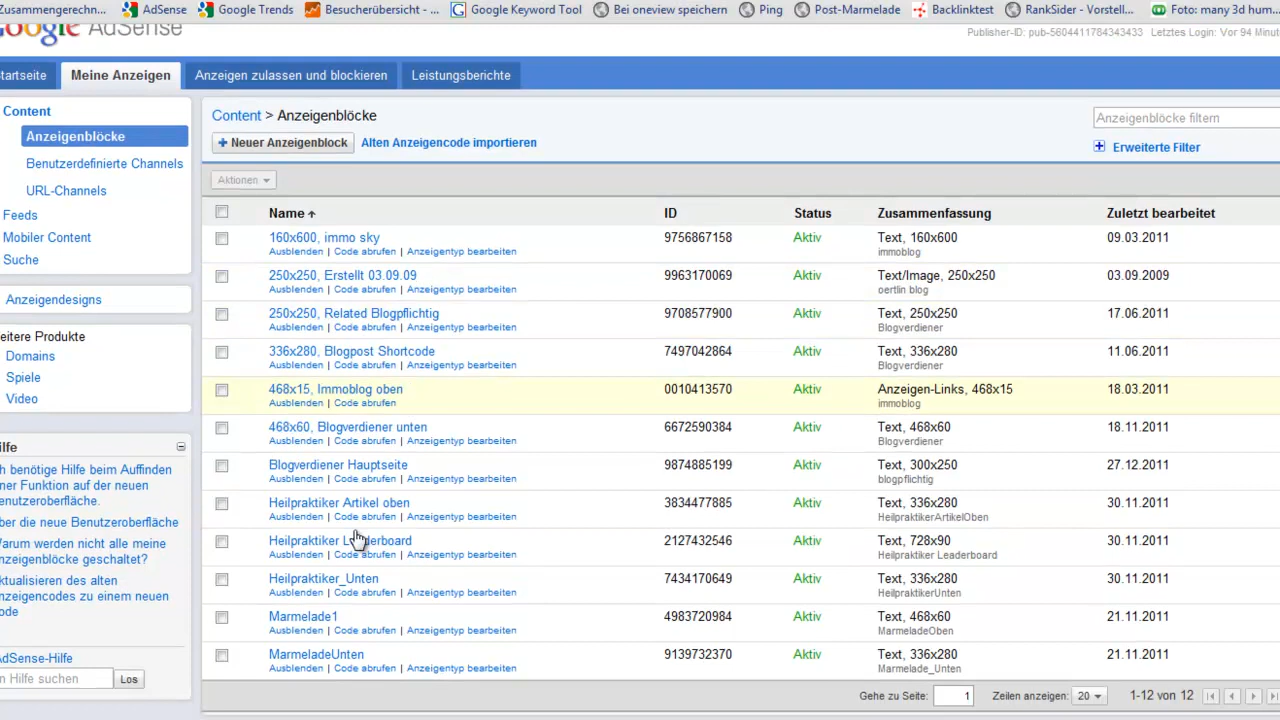 Zusammengerechn...
AdSense
Google Trends
Besucherübersicht - ...
Google Keyword Tool
Bei oneview speichern
Ping
Post-Marmelade
Backlinktest
RankSider - Vorstell...
Foto: many 3d hum...
Google AdSense
Publisher-ID: pub-5604411784343433 Letztes Login: Vor 94 Minut
tartseite
Meine Anzeigen
Anzeigen zulassen und blockieren
Leistungsberichte
Content
Anzeigenblöcke
Benutzerdefinierte Channels
URL-Channels
Feeds
Mobiler Content
Suche
Anzeigendesigns
eitere Produkte
Domains
Spiele
Video
ilfe
ch benötige Hilfe beim Auffinden
iner Funktion auf der neuen
enutzeroberfläche.
ber die neue Benutzeroberfläche
arum werden nicht alle meine
nzeigenblöcke geschaltet?
ktualisieren des alten
nzeigencodes zu einem neuen
ode
AdSense-Hilfe
n Hilfe suchen
Los
Content > Anzeigenblöcke
Anzeigenblöcke filtern
+ Neuer Anzeigenblock
Alten Anzeigencode importieren
Erweiterte Filter
Aktionen
Name ID Status Zusammenfassung Zuletzt bearbeitet
160x600, immo sky 9756867158 Aktiv Text, 160x600 09.03.2011
Ausblenden | Code abrufen | Anzeigentyp bearbeiten immoblog
250x250, Erstellt 03.09.09 9963170069 Aktiv Text/Image, 250x250 03.09.2009
Ausblenden | Code abrufen | Anzeigentyp bearbeiten oertlin blog
250x250, Related Blogpflichtig 9708577900 Aktiv Text, 250x250 17.06.2011
Ausblenden | Code abrufen | Anzeigentyp bearbeiten Blogverdiener
336x280, Blogpost Shortcode 7497042864 Aktiv Text, 336x280 11.06.2011
Ausblenden | Code abrufen | Anzeigentyp bearbeiten Blogverdiener
468x15, Immoblog oben 0010413570 Aktiv Anzeigen-Links, 468x15 18.03.2011
Ausblenden | Code abrufen immoblog
468x60, Blogverdiener unten 6672590384 Aktiv Text, 468x60 18.11.2011
Ausblenden | Code abrufen | Anzeigentyp bearbeiten Blogverdiener
Blogverdiener Hauptseite 9874885199 Aktiv Text, 300x250 27.12.2011
Ausblenden | Code abrufen | Anzeigentyp bearbeiten blogpflichtig
Heilpraktiker Artikel oben 3834477885 Aktiv Text, 336x280 30.11.2011
Ausblenden | Code abrufen | Anzeigentyp bearbeiten HeilpraktikerArtikelOben
Heilpraktiker Leaderboard 2127432546 Aktiv Text, 728x90 30.11.2011
Ausblenden | Code abrufen | Anzeigentyp bearbeiten Heilpraktiker Leaderboard
Heilpraktiker_Unten 7434170649 Aktiv Text, 336x280 30.11.2011
Ausblenden | Code abrufen | Anzeigentyp bearbeiten HeilpraktikerUnten
Marmelade1 4983720984 Aktiv Text, 468x60 21.11.2011
Ausblenden | Code abrufen | Anzeigentyp bearbeiten MarmeladeOben
MarmeladeUnten 9139732370 Aktiv Text, 336x280 21.11.2011
Ausblenden | Code abrufen | Anzeigentyp bearbeiten Marmelade_Unten
Gehe zu Seite: 1 Zeilen anzeigen: 20 1-12 von 12